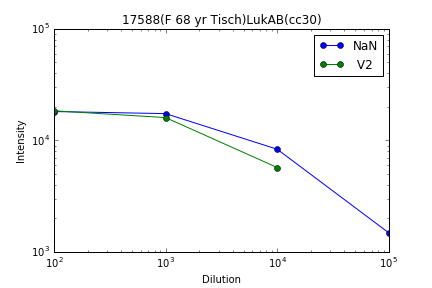 17588(F 68 yr Tisch)LukAB(cc30)
10^5
NaN
V2
10^4
10^3
Intensity
10^2 10^3 10^4 10^5
Dilution